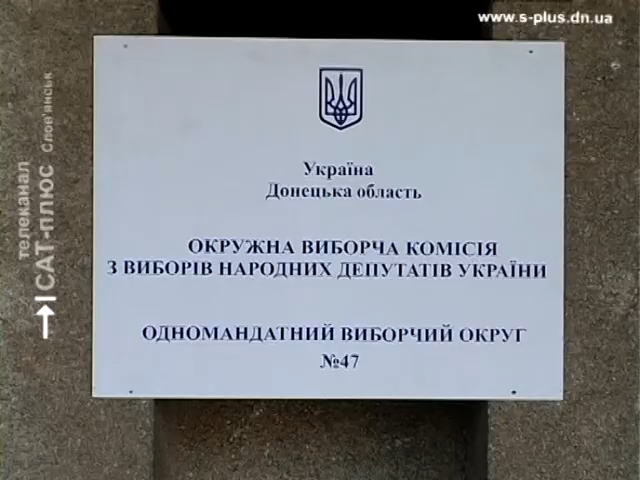 www.s-plus.dn.ua
Україна
Донецька область
ОКРУЖНА ВИБОРЧА КОМІСІЯ
З ВИБОРІВ НАРОДНИХ ДЕПУТАТІВ УКРАЇНИ
ОДНОМАНДАТНИЙ ВИБОРЧИЙ ОКРУГ
№47
телеканал
САТ-ПЛЮС Слов'янськ